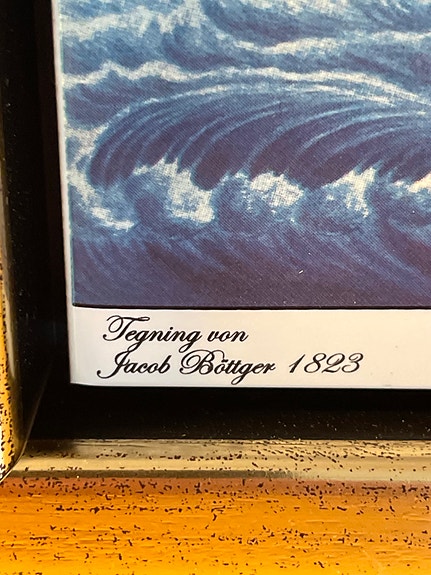 Tegning von
Jacob Böttger 1823